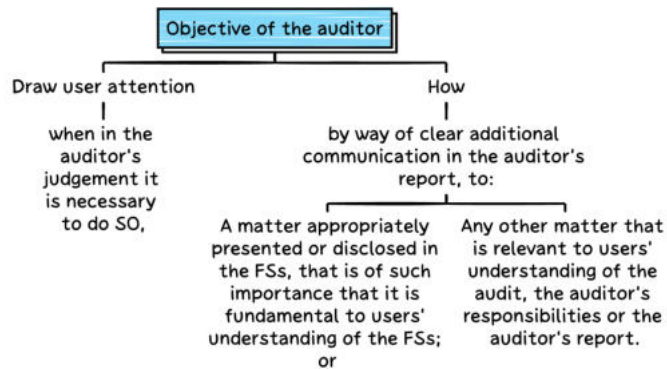 Objective of the auditor
Draw user attention
when in the
auditor's
judgement it
is necessary
to do SO,
How
by way of clear additional
communication in the auditor's
report, to:
A matter appropriately
presented or disclosed in
the FSs, that is of such
importance that it is
fundamental to users'
understanding of the FSs;
or
Any other matter that
is relevant to users'
understanding of the
audit, the auditor's
responsibilities or the
auditor's report.